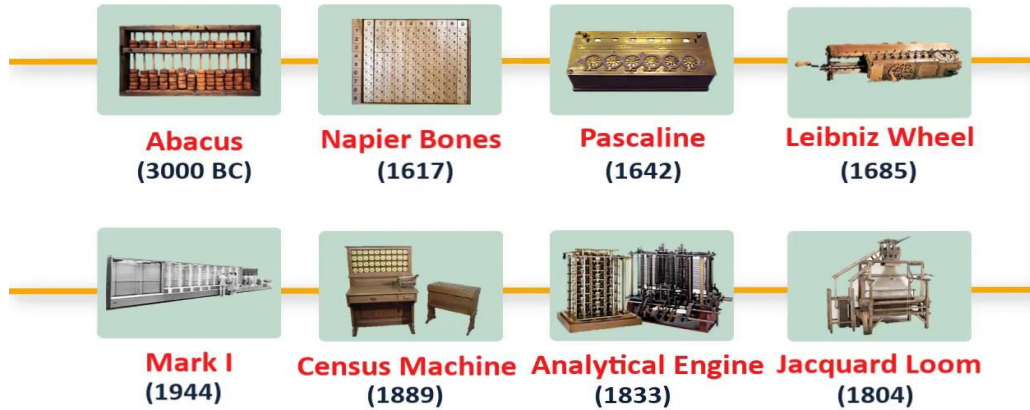 Abacus
(3000 BC)
Napier Bones
(1617)
Pascaline
(1642)
Leibniz Wheel
(1685)
Mark I
(1944)
Census Machine
(1889)
Analytical Engine
(1833)
Jacquard Loom
(1804)